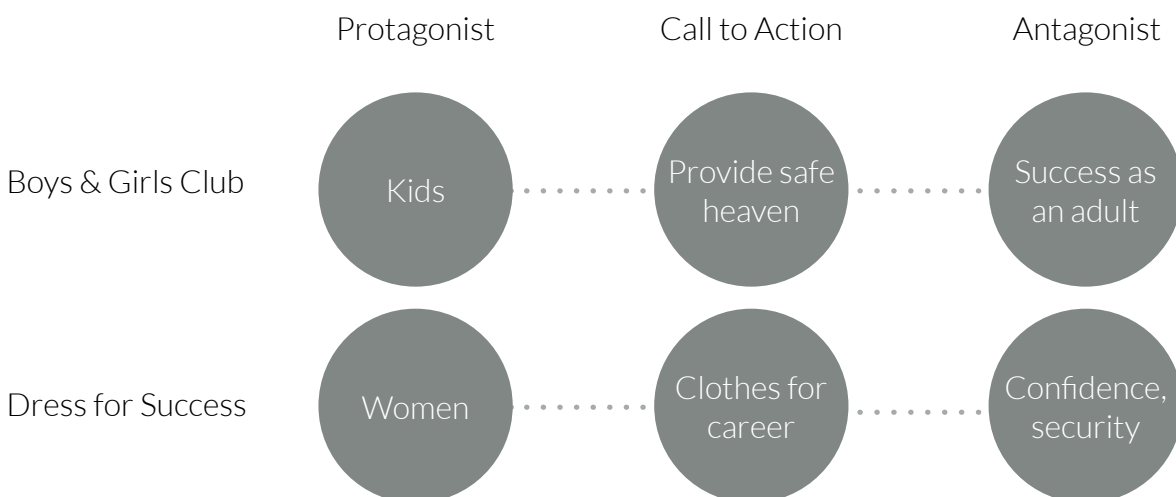 Protagonist Call to Action Antagonist
Boys & Girls Club
Kids
Provide safe
heaven
Success as
an adult
Dress for Success
Women
Clothes for
career
Confidence,
security